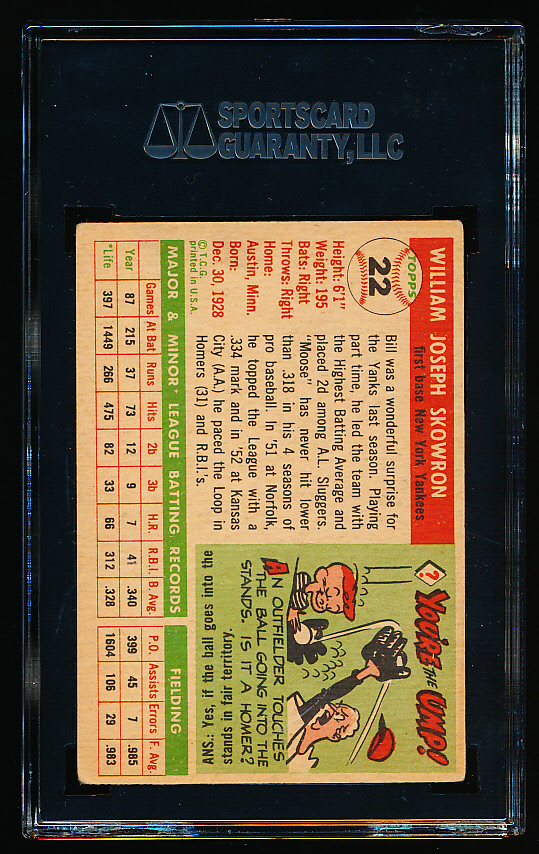 SPORTSCARD
GUARANTY, LLC
TOPPS
22
WILLIAM JOSEPH SKOWRON
first base New York Yankees
Height: 6'1"
Weight: 195
Bats: Right
Throws: Right
Home:
Austin, Minn.
Born:
Dec. 30, 1928
© T.C.G.
printed in U.S.A.
Bill was a wonderful surprise for
the Yanks last season. Playing
part time, he led the team with
the Highest Batting Average and
placed 2d among A.L. Sluggers.
"Moose" has never hit lower
than .318 in his 4 seasons of
pro baseball. In '51 at Norfolk,
he topped the League with a
.334 mark and in '52 at Kansas
City (A.A.) he paced the Loop in
Homers (31) and R.B.I.'s.
? YOU'RE THE UMP!
AN OUTFIELDER TOUCHES
THE BALL GOING INTO THE
STANDS. IS IT A HOMER?
ANS.: Yes, if the ball goes into the
stands in fair territory.
MAJOR & MINOR LEAGUE BATTING RECORDS FIELDING
Games At Bat Runs Hits 2b 3b H.R. R.B.I. B. Avg. P.O. Assists Errors F. Avg.
Year 87 215 37 73 12 9 7 41 .340 399 45 7 .985
*Life 397 1449 266 475 82 33 66 312 .328 1604 106 29 .983